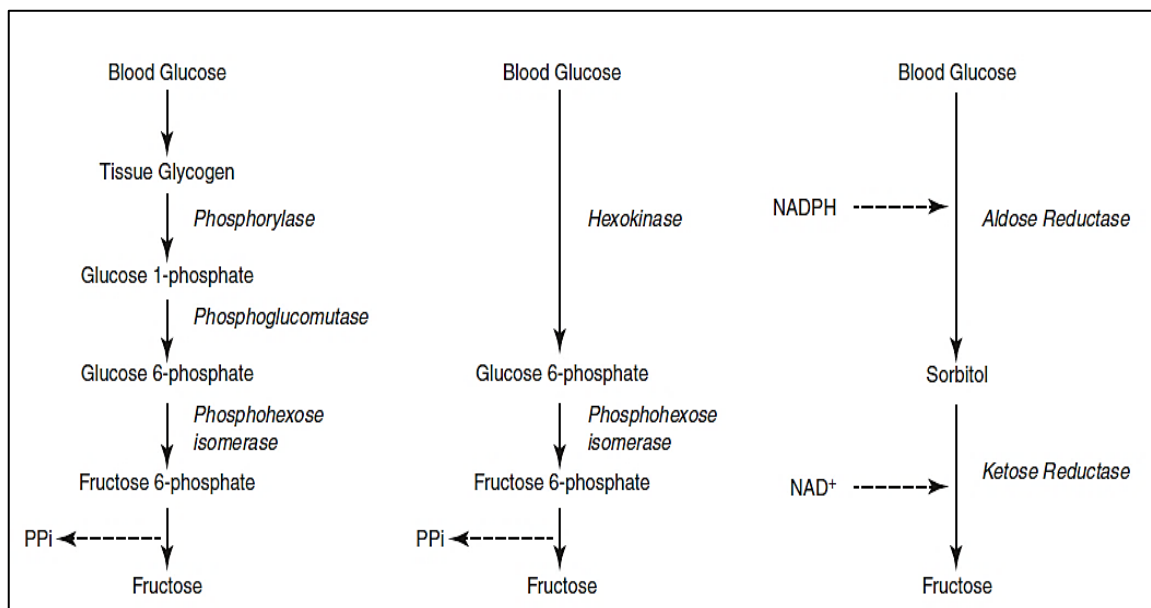 Blood Glucose
Tissue Glycogen
Phosphorylase
Glucose 1-phosphate
Phosphoglucomutase
Glucose 6-phosphate
Phosphohexose
isomerase
Fructose 6-phosphate
PPi
Fructose
Blood Glucose
Hexokinase
Glucose 6-phosphate
Phosphohexose
isomerase
Fructose 6-phosphate
PPi
Fructose
Blood Glucose
NADPH
Aldose Reductase
Sorbitol
Ketose Reductase
NAD⁺
Fructose